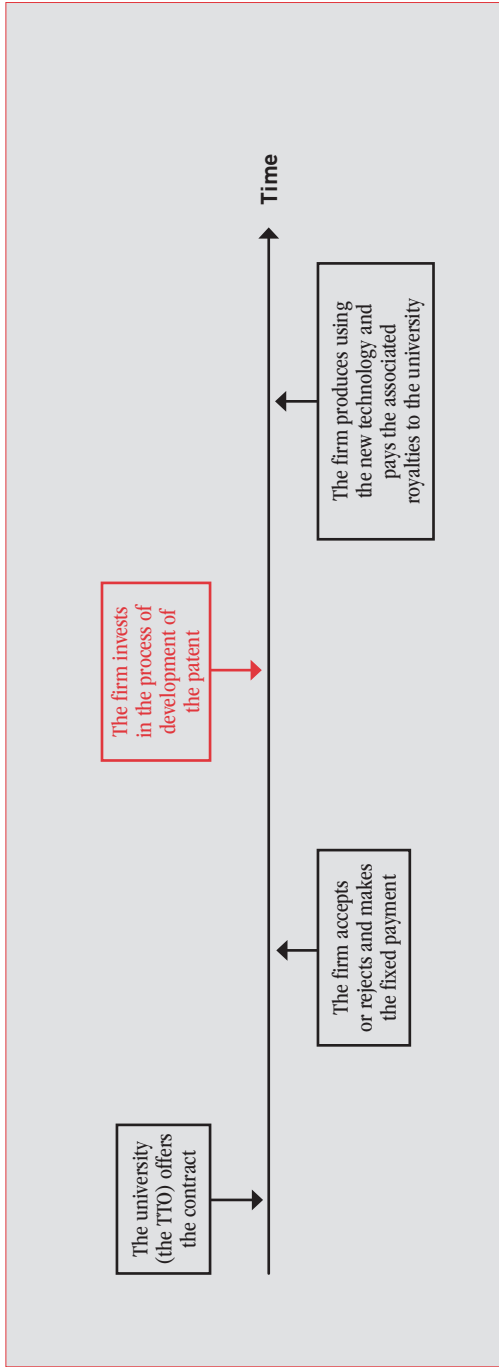 The university
(the TTO) offers
the contract
The firm accepts
or rejects and makes
the fixed payment
The firm invests
in the process of
development of
the patent
The firm produces using
the new technology and
pays the associated
royalties to the university
Time